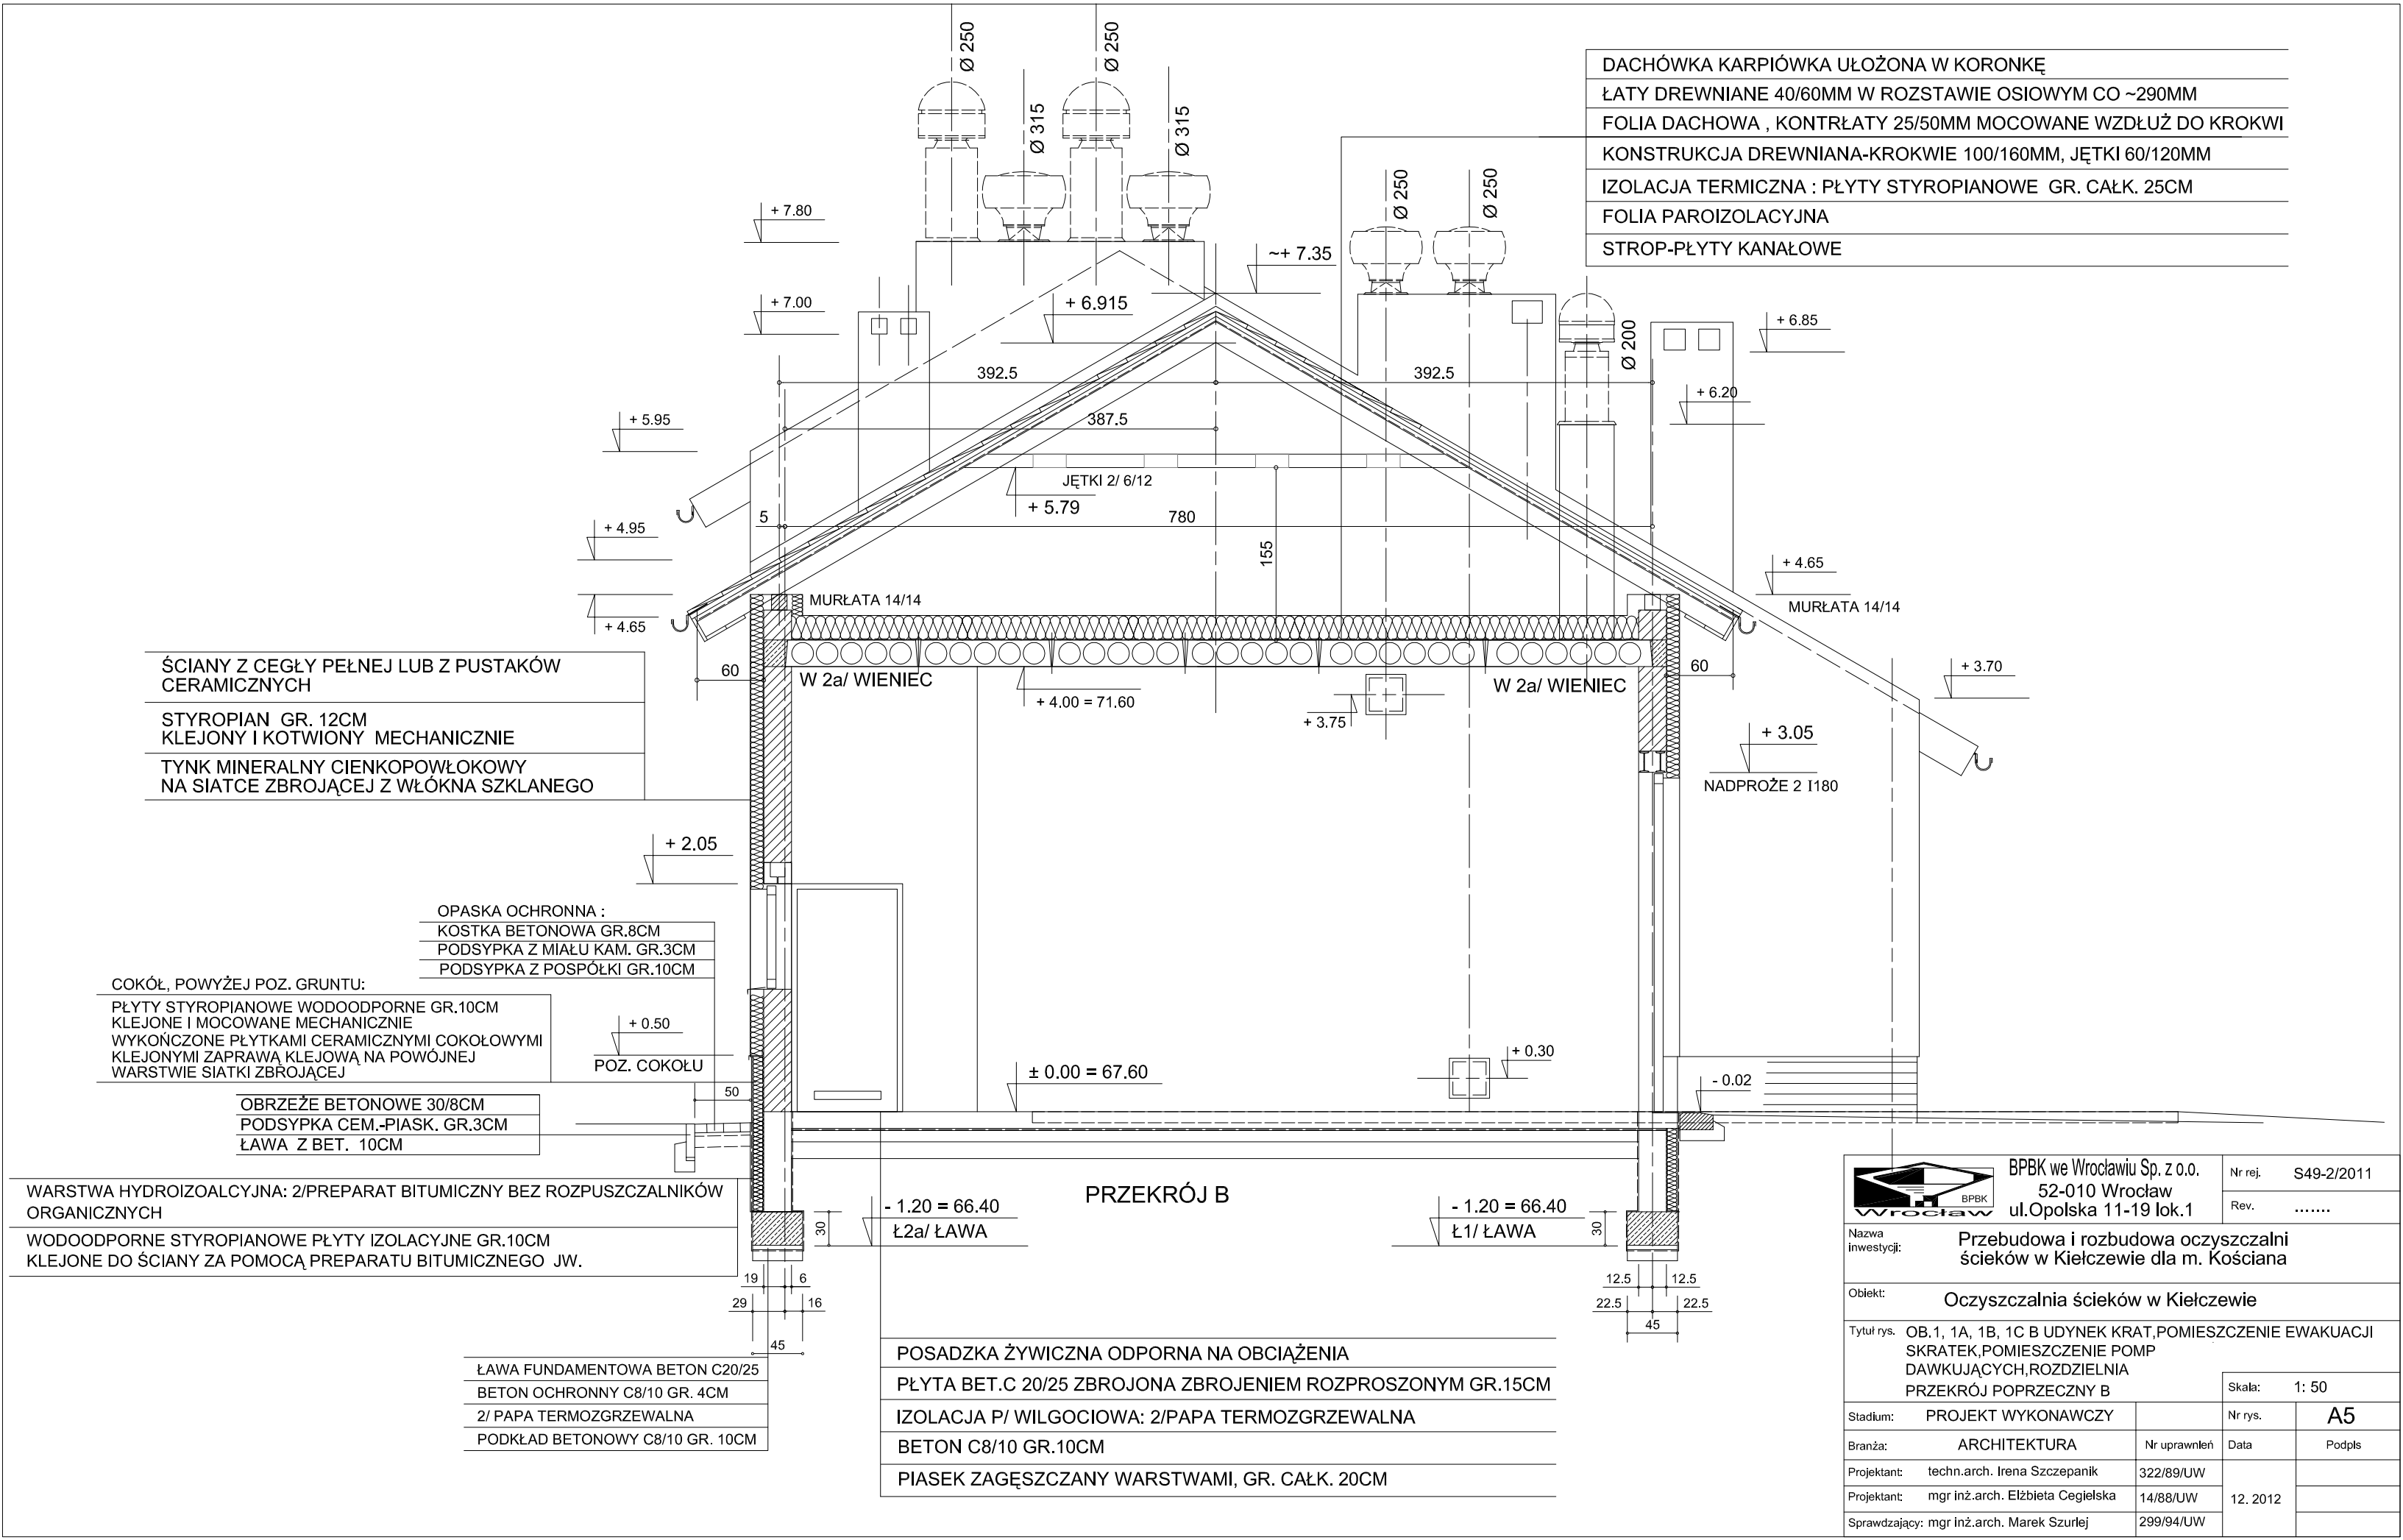 Ø 250
Ø 250
Ø 315
Ø 315
DACHÓWKA KARPIÓWKA UŁOŻONA W KORONKĘ
ŁATY DREWNIANE 40/60MM W ROZSTAWIE OSIOWYM CO ~290MM
FOLIA DACHOWA , KONTRŁATY 25/50MM MOCOWANE WZDŁUŻ DO KROKWI
KONSTRUKCJA DREWNIANA-KROKWIE 100/160MM, JĘTKI 60/120MM
IZOLACJA TERMICZNA : PŁYTY STYROPIANOWE GR. CAŁK. 25CM
FOLIA PAROIZOLACYJNA
STROP-PŁYTY KANAŁOWE
Ø 250
Ø 250
+ 7.80
~+ 7.35
+ 7.00
+ 6.915
Ø 200
+ 6.85
392.5
392.5
+ 6.20
+ 5.95
387.5
JĘTKI 2/ 6/12
+ 5.79
5
780
+ 4.95
155
+ 4.65
MURŁATA 14/14
MURŁATA 14/14
+ 4.65
60
W 2a/ WIENIEC
+ 4.00 = 71.60
+ 3.75
W 2a/ WIENIEC
60
+ 3.70
+ 3.05
NADPROŻE 2 I180
ŚCIANY Z CEGŁY PEŁNEJ LUB Z PUSTAKÓW
CERAMICZNYCH
STYROPIAN GR. 12CM
KLEJONY I KOTWIONY MECHANICZNIE
TYNK MINERALNY CIENKOPOWŁOKOWY
NA SIATCE ZBROJĄCEJ Z WŁÓKNA SZKLANEGO
+ 2.05
OPASKA OCHRONNA :
KOSTKA BETONOWA GR.8CM
PODSYPKA Z MIAŁU KAM. GR.3CM
PODSYPKA Z POSPÓŁKI GR.10CM
COKÓŁ, POWYŻEJ POZ. GRUNTU:
PŁYTY STYROPIANOWE WODOODPORNE GR.10CM
KLEJONE I MOCOWANE MECHANICZNIE
WYKOŃCZONE PŁYTKAMI CERAMICZNYMI COKOŁOWYMI
KLEJONYMI ZAPRAWĄ KLEJOWĄ NA POWÓJNEJ
WARSTWIE SIATKI ZBROJĄCEJ
+ 0.50
POZ. COKOŁU
50
± 0.00 = 67.60
+ 0.30
- 0.02
OBRZEŻE BETONOWE 30/8CM
PODSYPKA CEM.-PIASK. GR.3CM
ŁAWA Z BET. 10CM
WARSTWA HYDROIZOALCYJNA: 2/PREPARAT BITUMICZNY BEZ ROZPUSZCZALNIKÓW
ORGANICZNYCH
WODOODPORNE STYROPIANOWE PŁYTY IZOLACYJNE GR.10CM
KLEJONE DO ŚCIANY ZA POMOCĄ PREPARATU BITUMICZNEGO JW.
PRZEKRÓJ B
30
- 1.20 = 66.40
Ł2a/ ŁAWA
- 1.20 = 66.40
Ł1/ ŁAWA
30
19
6
29
16
45
12.5
12.5
22.5
22.5
45
ŁAWA FUNDAMENTOWA BETON C20/25
BETON OCHRONNY C8/10 GR. 4CM
2/ PAPA TERMOZGRZEWALNA
PODKŁAD BETONOWY C8/10 GR. 10CM
POSADZKA ŻYWICZNA ODPORNA NA OBCIĄŻENIA
PŁYTA BET.C 20/25 ZBROJONA ZBROJENIEM ROZPROSZONYM GR.15CM
IZOLACJA P/ WILGOCIOWA: 2/PAPA TERMOZGRZEWALNA
BETON C8/10 GR.10CM
PIASEK ZAGĘSZCZANY WARSTWAMI, GR. CAŁK. 20CM
BPBK
Wrocław
BPBK we Wrocławiu Sp. z o.o.
52-010 Wrocław
ul.Opolska 11-19 lok.1
Nr rej. S49-2/2011
Rev. .......
Nazwa
inwestycji:
Przebudowa i rozbudowa oczyszczalni
ścieków w Kiełczewie dla m. Kościana
Obiekt: Oczyszczalnia ścieków w Kiełczewie
Tytuł rys. OB.1, 1A, 1B, 1C B UDYNEK KRAT,POMIESZCZENIE EWAKUACJI
SKRATEK,POMIESZCZENIE POMP
DAWKUJĄCYCH,ROZDZIELNIA
PRZEKRÓJ POPRZECZNY B
Skala: 1: 50
Stadium: PROJEKT WYKONAWCZY
Nr rys. A5
Branża: ARCHITEKTURA Nr uprawnień Data Podpis
Projektant: techn.arch. Irena Szczepanik 322/89/UW
Projektant: mgr inż.arch. Elżbieta Cegielska 14/88/UW 12. 2012
Sprawdzający: mgr inż.arch. Marek Szurlej 299/94/UW